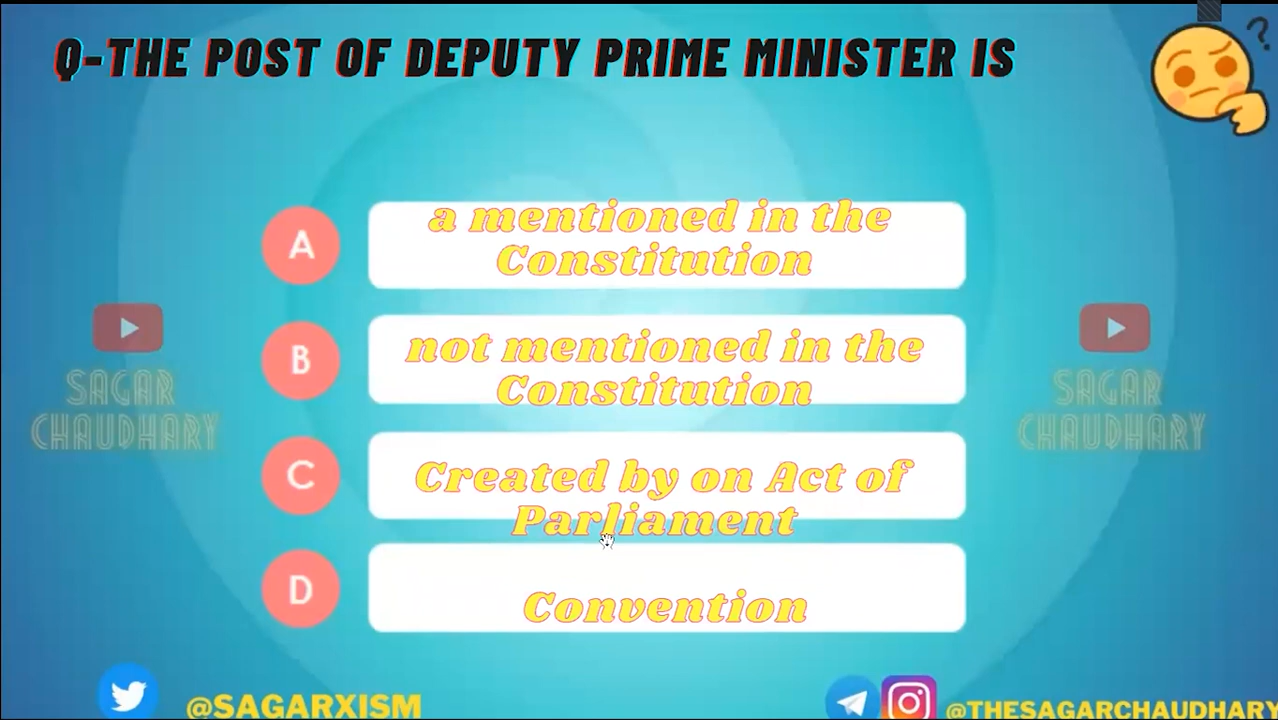 Q-THE POST OF DEPUTY PRIME MINISTER IS
?
A
a mentioned in the
Constitution
B
not mentioned in the
Constitution
SAGAR
CHAUDHARY
SAGAR
CHAUDHARY
C
Created by on Act of
Parliament
D
Convention
@SAGARXISM
@THESAGARCHAUDHARY